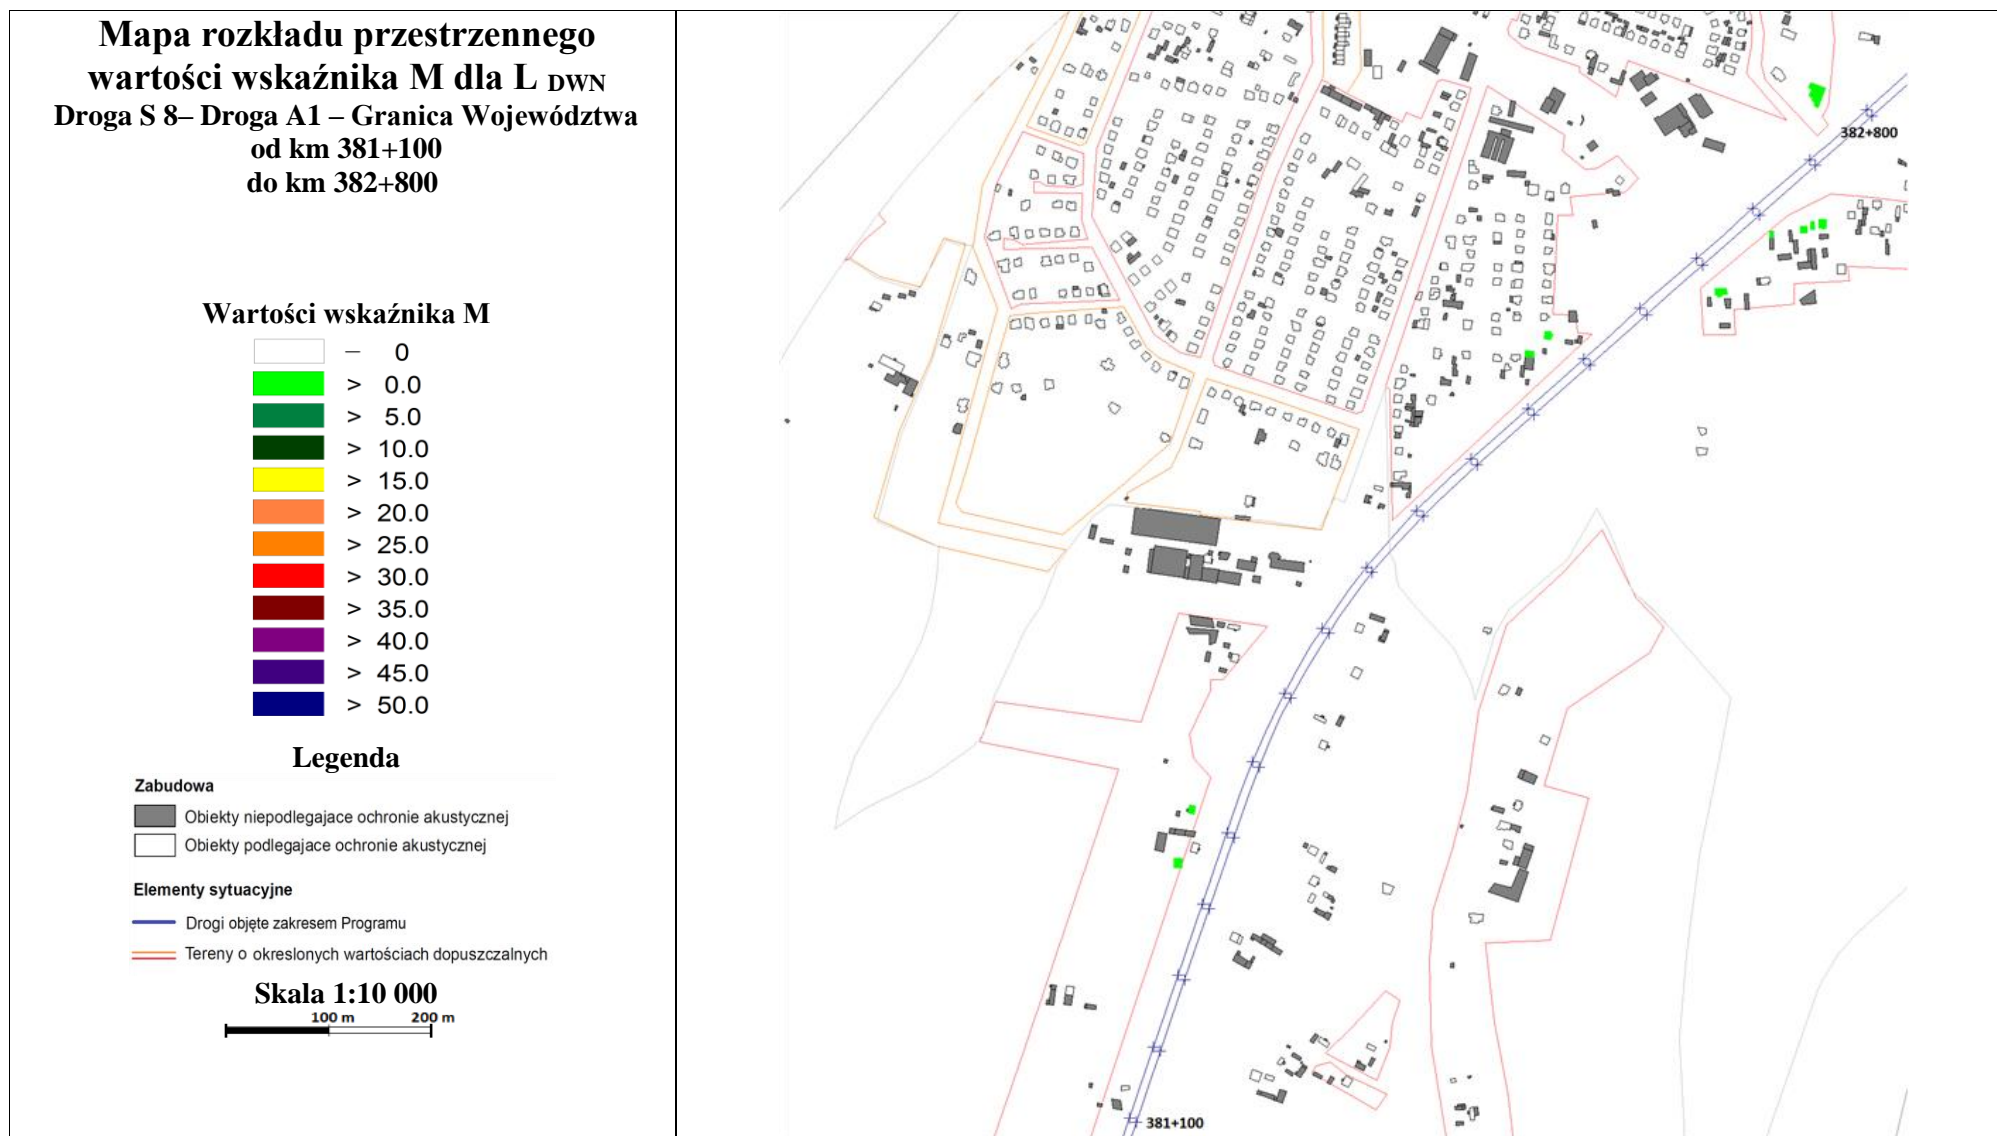 Mapa rozkładu przestrzennego
wartości wskaźnika M dla L DWN
Droga S 8– Droga A1 – Granica Województwa
od km 381+100
do km 382+800
Wartości wskaźnika M
– 0
> 0.0
> 5.0
> 10.0
> 15.0
> 20.0
> 25.0
> 30.0
> 35.0
> 40.0
> 45.0
> 50.0
Legenda
Zabudowa
Obiekty niepodlegajace ochronie akustycznej
Obiekty podlegajace ochronie akustycznej
Elementy sytuacyjne
Drogi objęte zakresem Programu
Tereny o okreslonych wartościach dopuszczalnych
Skala 1:10 000
100 m 200 m
382+800
381+100